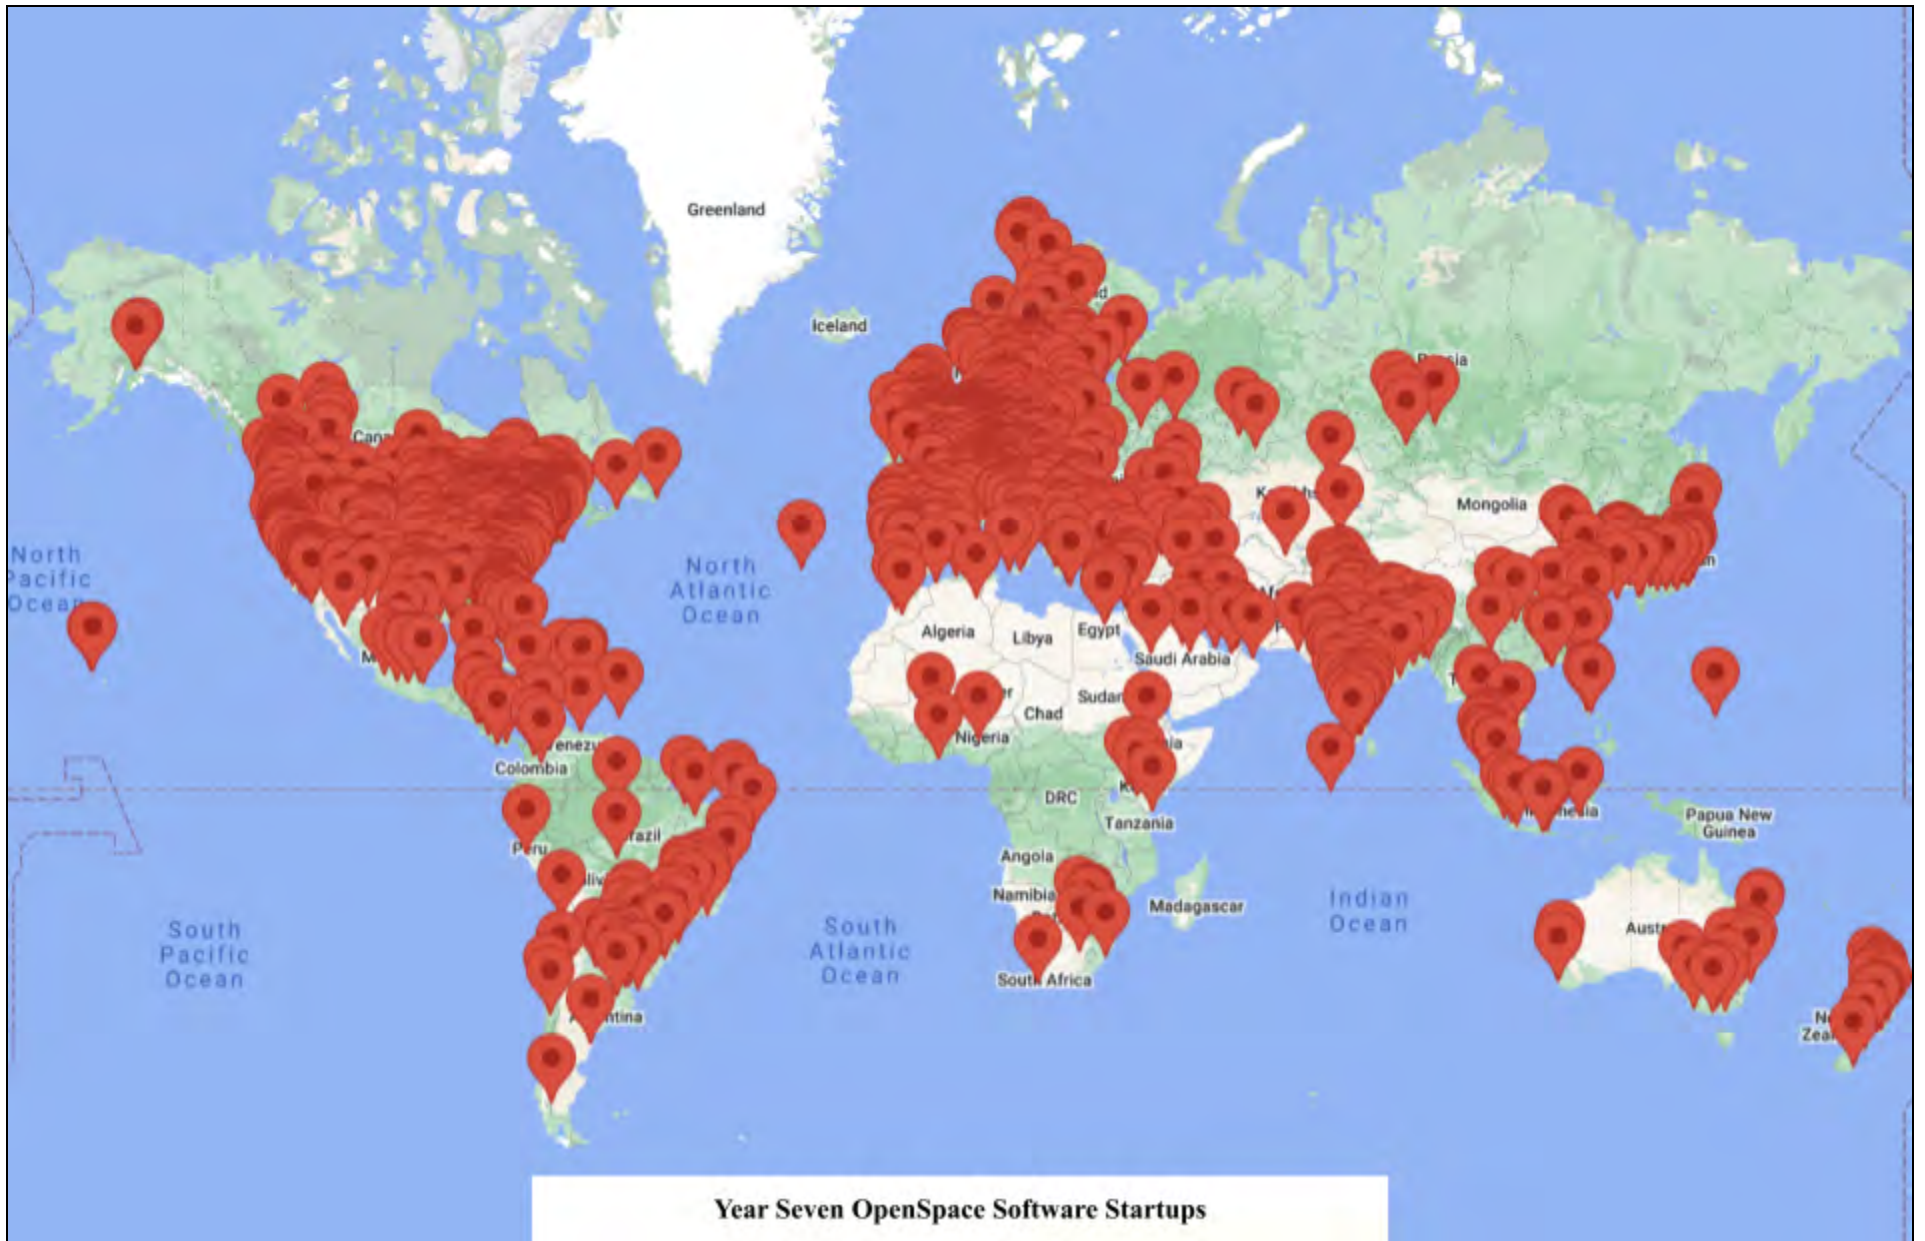 Greenland
Iceland
Mongolia
North
Pacific
Ocean
North
Atlantic
Ocean
Algeria
Libya
Egypt
Saudi Arabia
Sudan
Chad
Nigeria
Colombia
DRC
Tanzania
Angola
Namibia
Madagascar
South Africa
Papua New
Guinea
Peru
South
Pacific
Ocean
South
Atlantic
Ocean
Indian
Ocean
Year Seven OpenSpace Software Startups